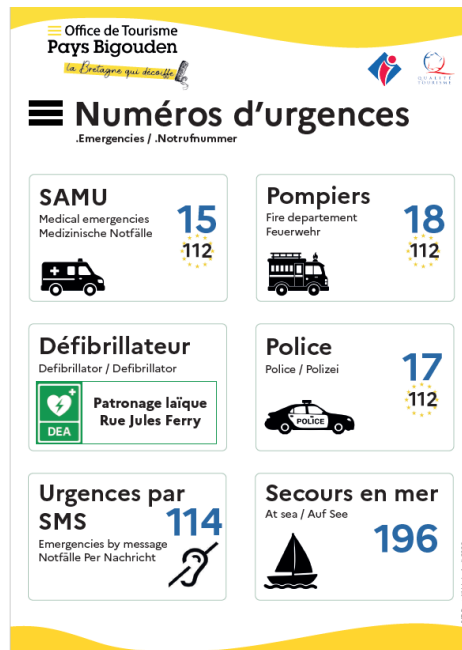 Office de Tourisme
Pays Bigouden
La Bretagne qui décoiffe
QUALITÉ
TOURISME
Numéros d’urgences
.Emergencies / .Notrufnummer
SAMU
Medical emergencies
Medizinische Notfälle
15
112
Pompiers
Fire departement
Feuerwehr
18
112
Défibrillateur
Defibrillator / Defibrillator
DEA
Patronage laïque
Rue Jules Ferry
Police
Police / Polizei
17
112
POLICE
Urgences par
SMS
114
Emergencies by message
Notfälle Per Nachricht
Secours en mer
At sea / Auf See
196